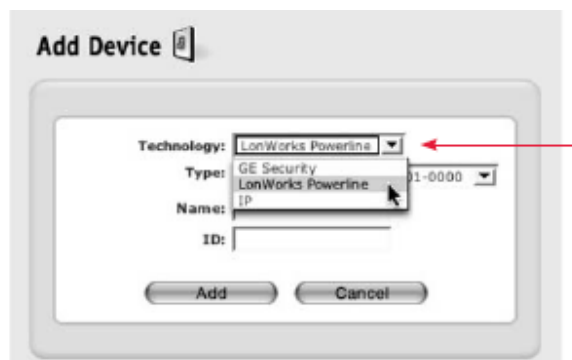 Add Device
Technology: LonWorks Powerline
GE Security
Type: 01-0000
LonWorks Powerline
IP
Name:
ID:
Add Cancel